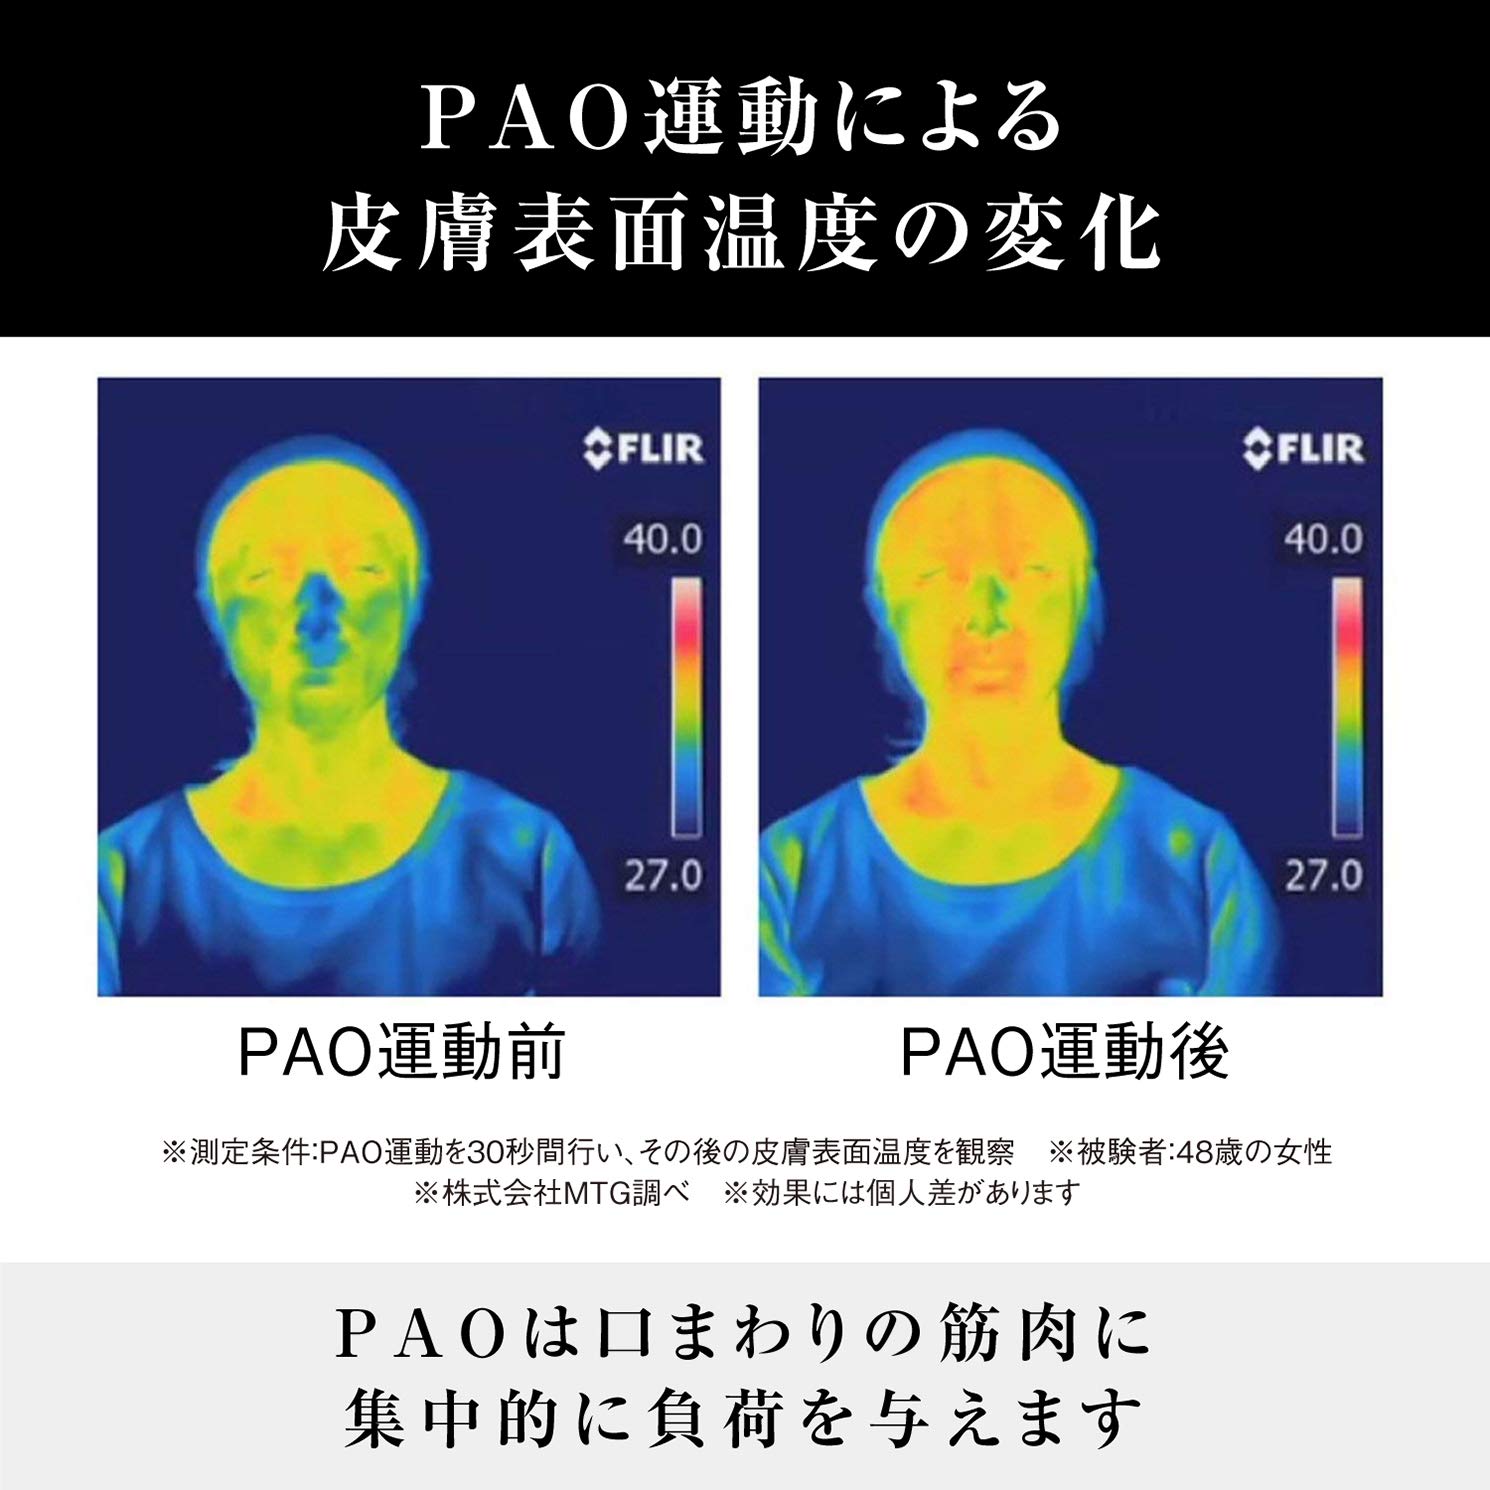 PAO運動による
皮膚表面温度の変化
FLIR
40.0
27.0
FLIR
40.0
27.0
PAO運動前
PAO運動後
※測定条件:PAO運動を30秒間行い、その後の皮膚表面温度を観察　※被験者:48歳の女性
※株式会社MTG調べ　※効果には個人差があります
PAOは口まわりの筋肉に
集中的に負荷を与えます